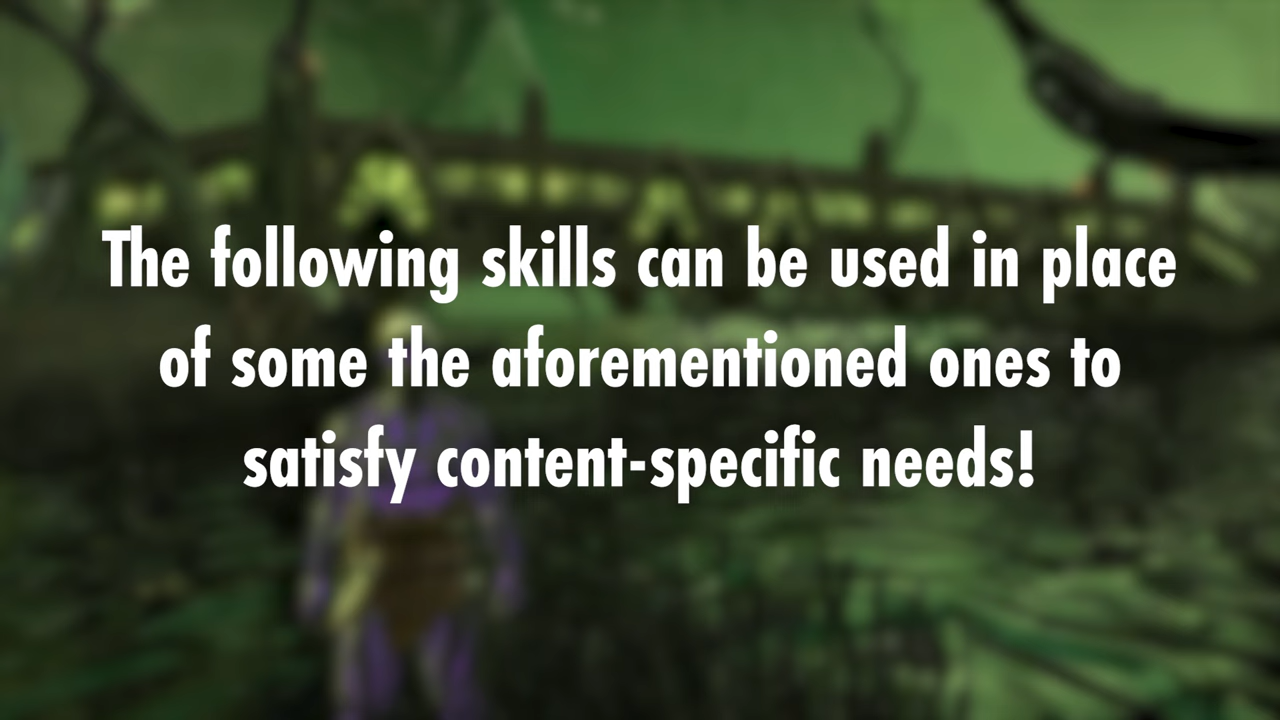 The following skills can be used in place
of some the aforementioned ones to
satisfy content-specific needs!